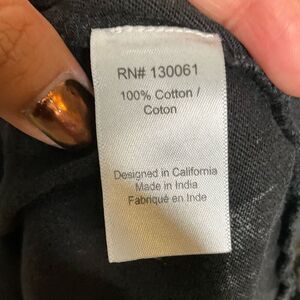 RN# 130061
100% Cotton /
Coton
Designed in California
Made in India
Fabriqué en Inde